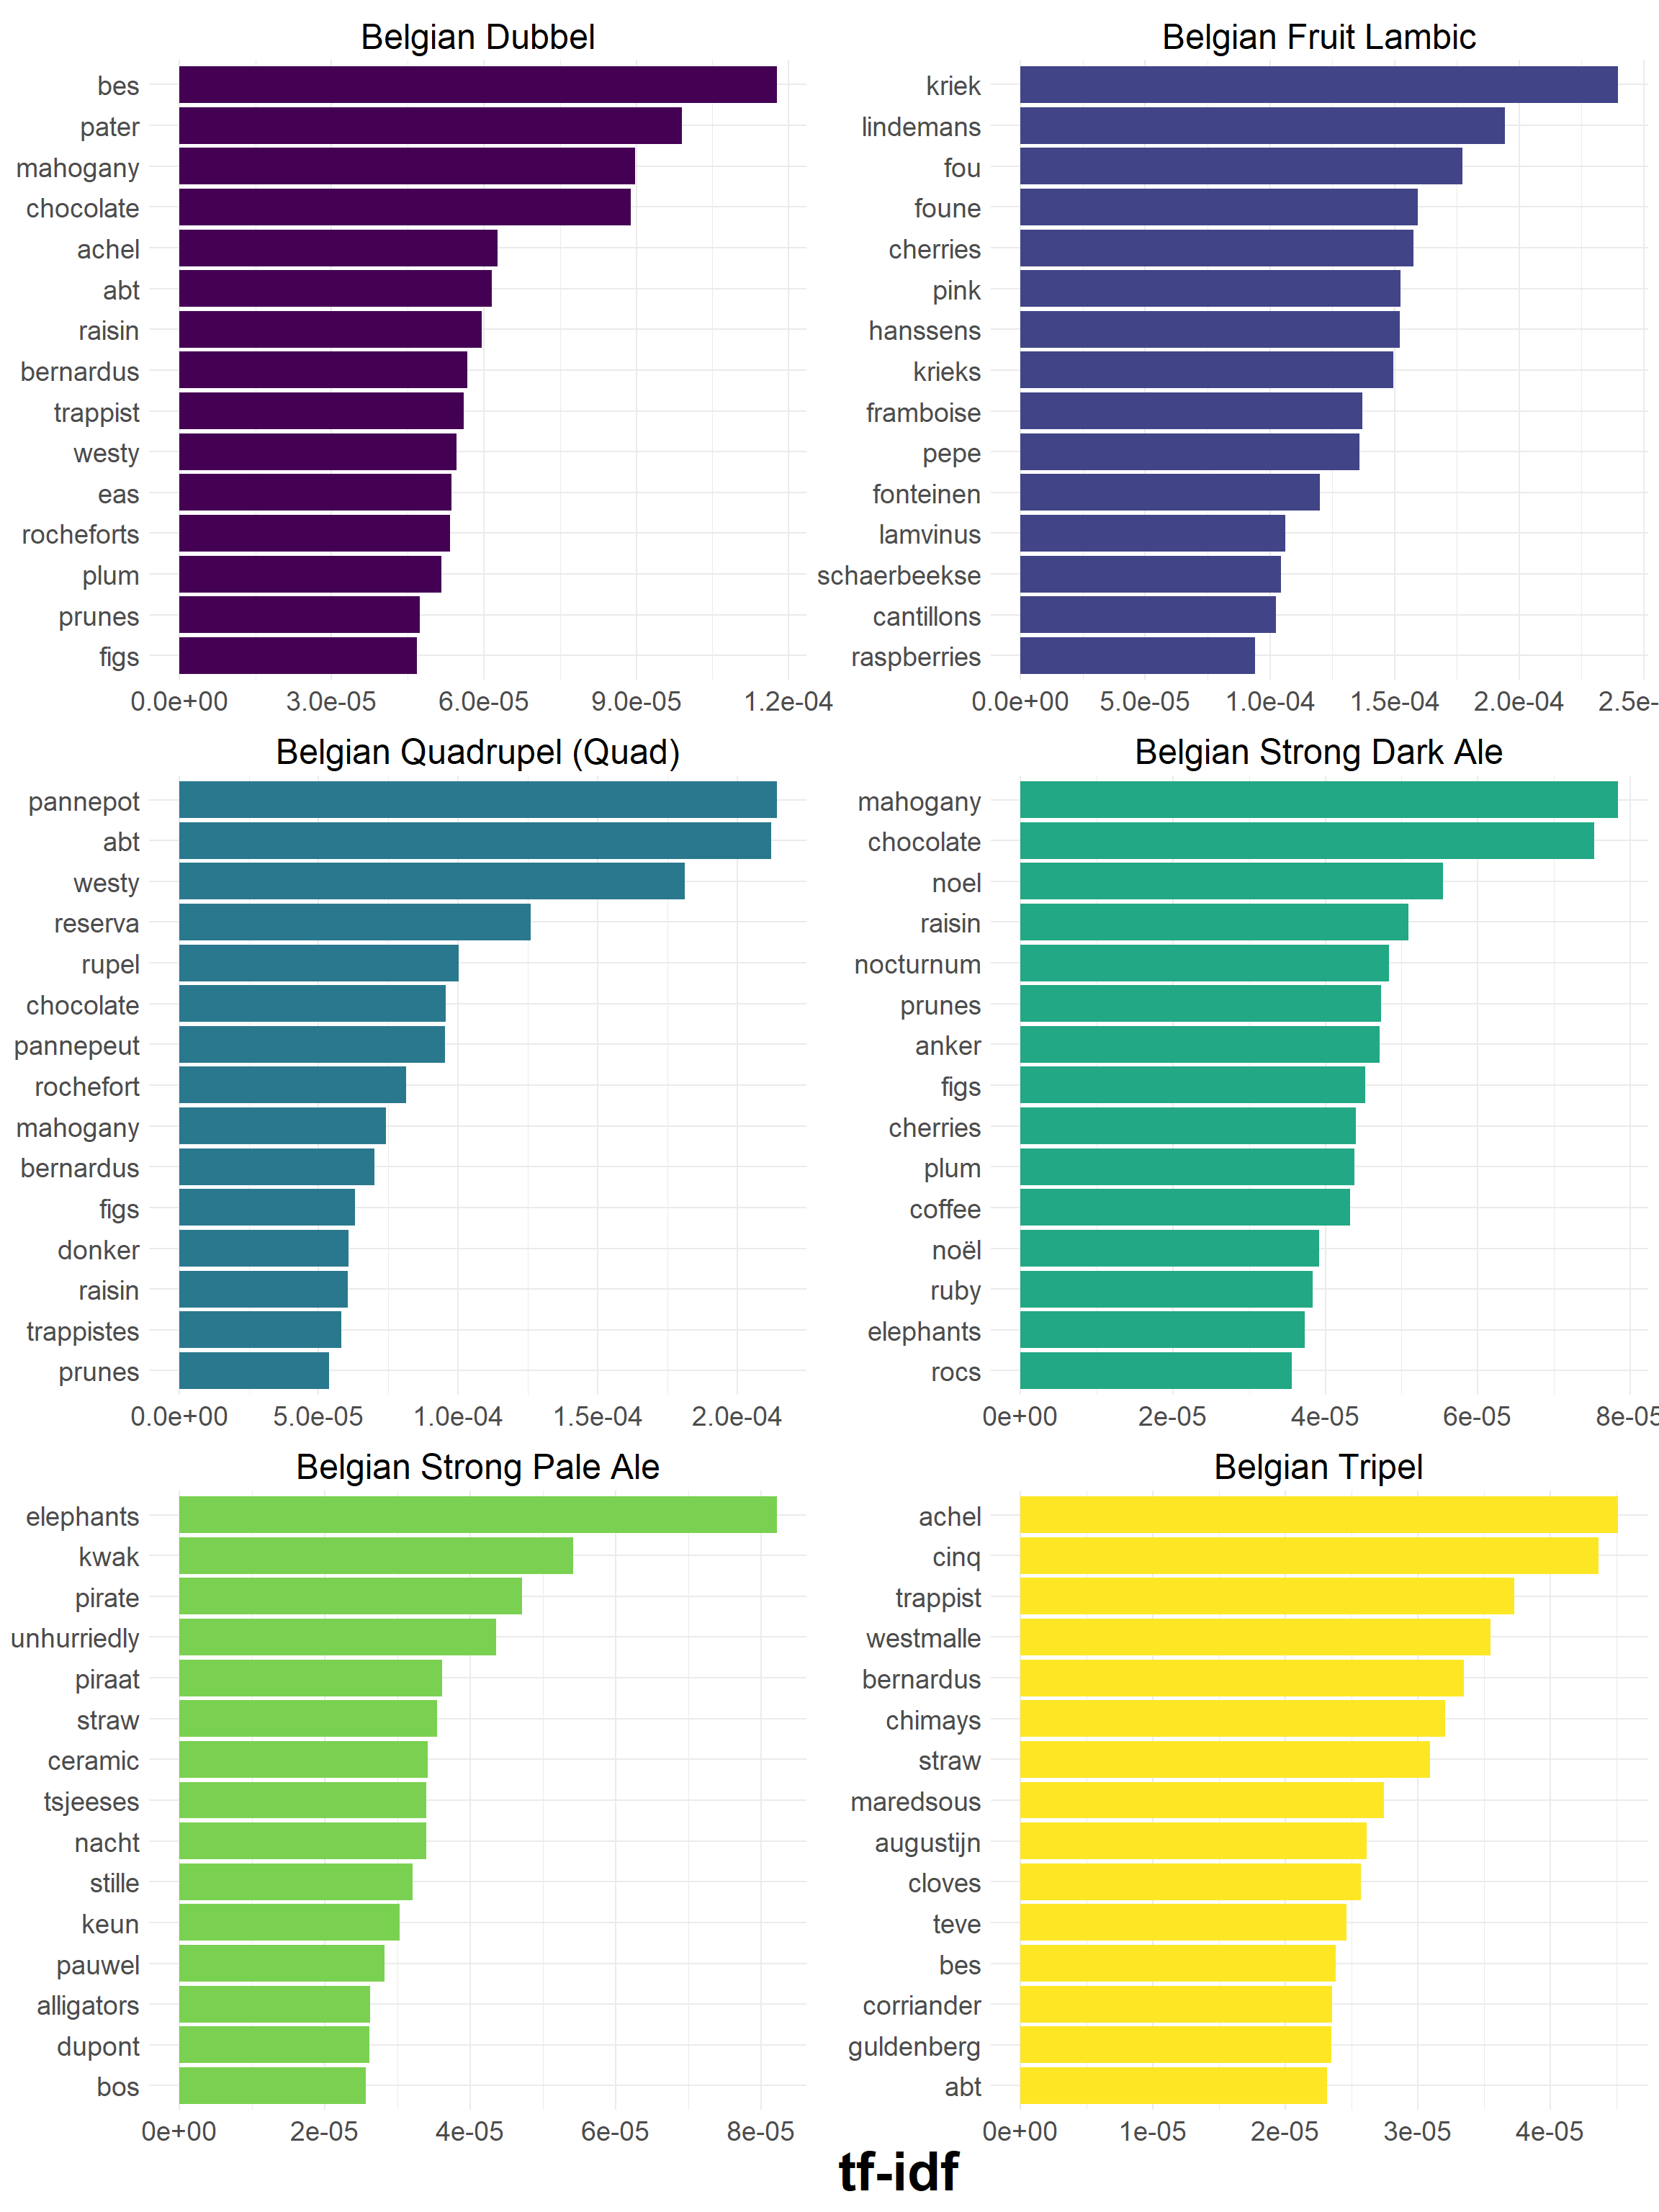 Belgian Dubbel
bes
pater
mahogany
chocolate
achel
abt
raisin
bernardus
trappist
westy
eas
rocheforts
plum
prunes
figs
0.0e+00 3.0e-05 6.0e-05 9.0e-05 1.2e-04
Belgian Fruit Lambic
kriek
lindemans
fou
foune
cherries
pink
hanssens
krieks
framboise
pepe
fonteinen
lamvinus
schaerbeekse
cantillons
raspberries
0.0e+00 5.0e-05 1.0e-04 1.5e-04 2.0e-04 2.5e-
Belgian Quadrupel (Quad)
pannepot
abt
westy
reserva
rupel
chocolate
pannepeut
rochefort
mahogany
bernardus
figs
donker
raisin
trappistes
prunes
0.0e+00 5.0e-05 1.0e-04 1.5e-04 2.0e-04
Belgian Strong Dark Ale
mahogany
chocolate
noel
raisin
nocturnum
prunes
anker
figs
cherries
plum
coffee
noël
ruby
elephants
rocs
0e+00 2e-05 4e-05 6e-05 8e-05
Belgian Strong Pale Ale
elephants
kwak
pirate
unhurriedly
piraat
straw
ceramic
tsjeeses
nacht
stille
keun
pauwel
alligators
dupont
bos
0e+00 2e-05 4e-05 6e-05 8e-05
Belgian Tripel
achel
cinq
trappist
westmalle
bernardus
chimays
straw
maredsous
augustijn
cloves
teve
bes
corriander
guldenberg
abt
0e+00 1e-05 2e-05 3e-05 4e-05
tf-idf